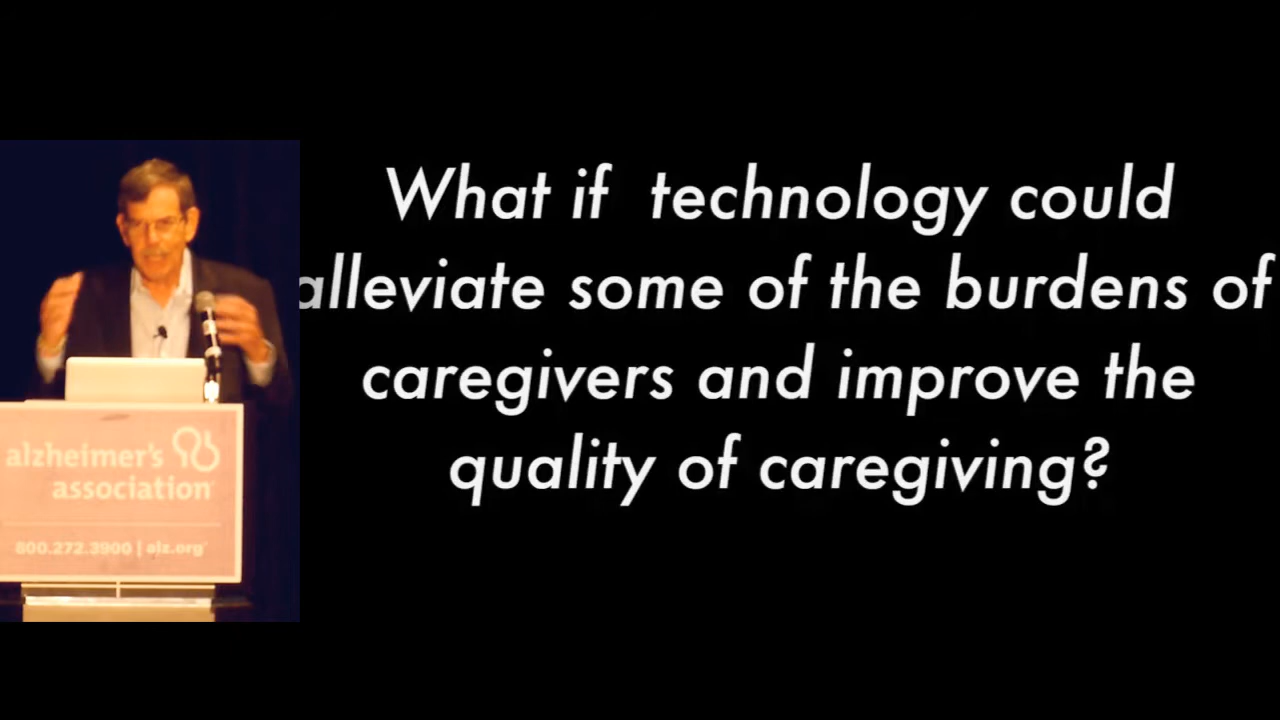 What if technology could
alleviate some of the burdens of
caregivers and improve the
quality of caregiving?
alzheimer's
association
800.272.3900 | alz.org